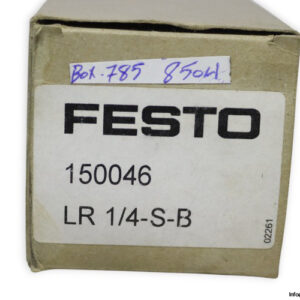 Box.785 850H
FESTO
150046
LR 1/4-S-B
02261